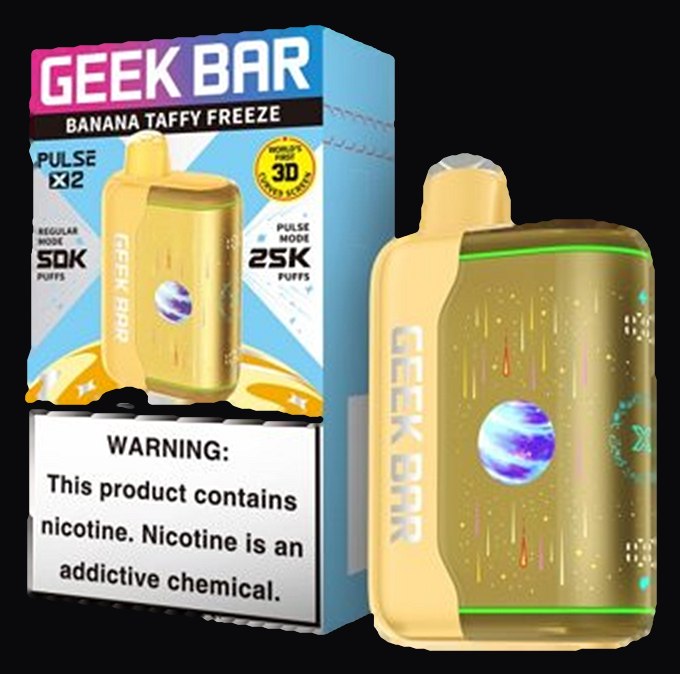 GEEK BAR
BANANA TAFFY FREEZE
PULSE
X2
WORLD'S
FIRST
3D
CURVED SCREEN
REGULAR
MODE
50K
PUFFS
PULSE
MODE
25K
PUFFS
GEEK BAR
WARNING:
This product contains
nicotine. Nicotine is an
addictive chemical.
GEEK BAR
X